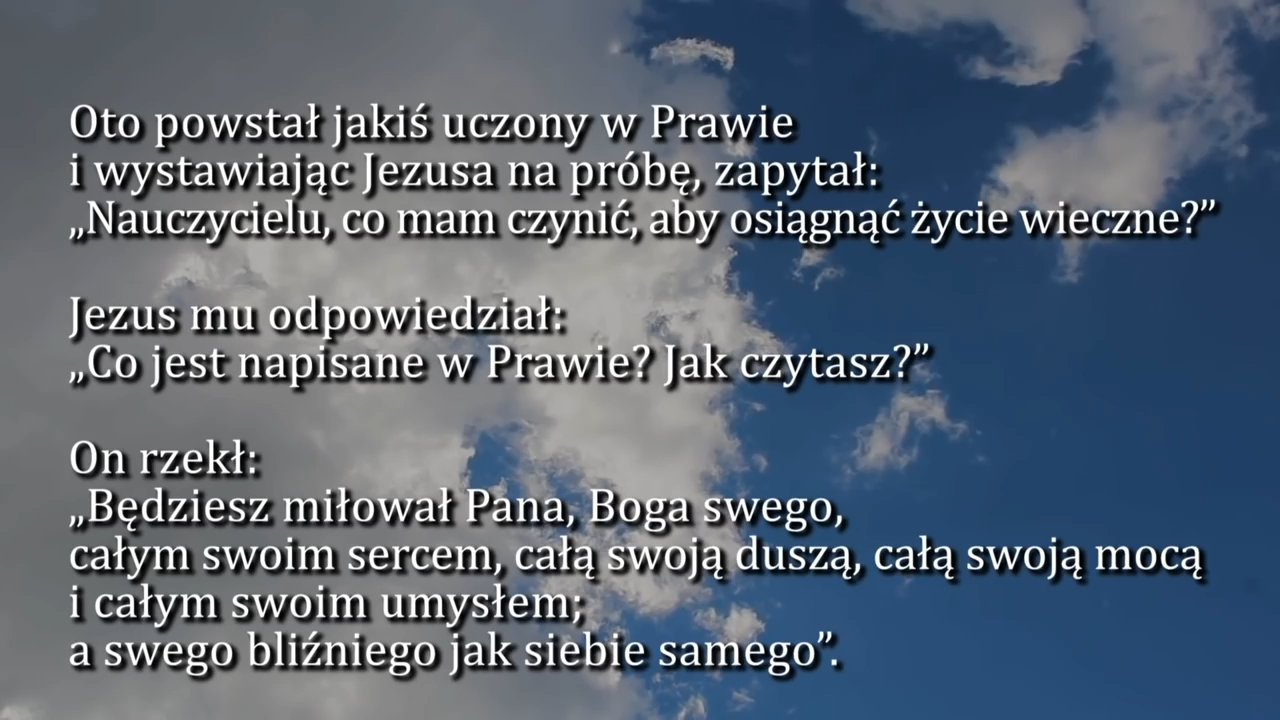 Oto powstał jakiś uczony w Prawie
i wystawiając Jezusa na próbę, zapytał:
„Nauczycielu, co mam czynić, aby osiągnąć życie wieczne?”
Jezus mu odpowiedział:
„Co jest napisane w Prawie? Jak czytasz?”
On rzekł:
„Będziesz miłował Pana, Boga swego,
całym swoim sercem, całą swoją duszą, całą swoją mocą
i całym swoim umysłem;
a swego bliźniego jak siebie samego”.